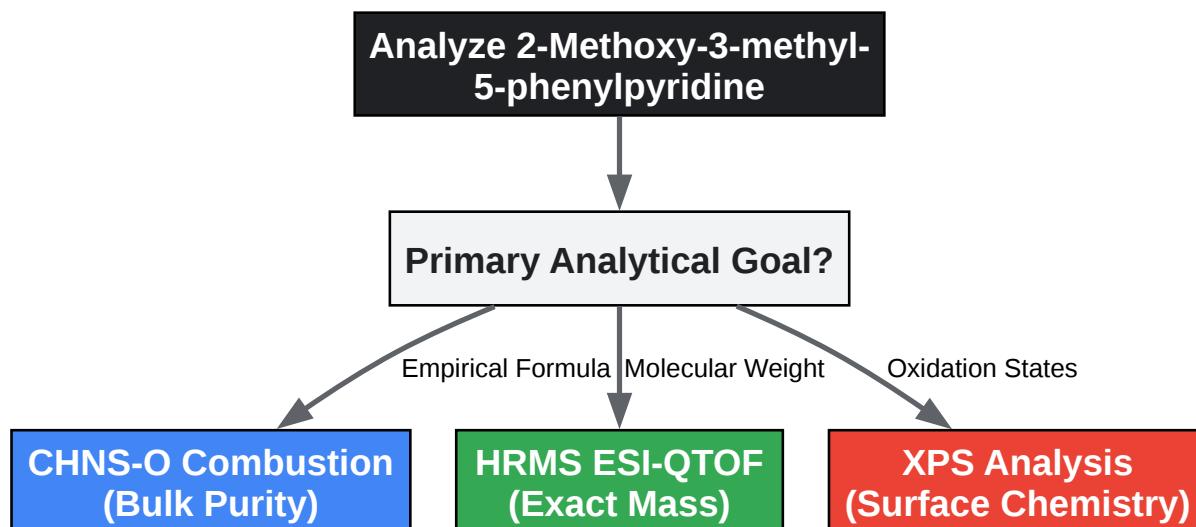 Analyze 2-Methoxy-3-methyl-
5-phenylpyridine
Primary Analytical Goal?
Empirical Formula
Molecular Weight
Oxidation States
CHNS-O Combustion
(Bulk Purity)
HRMS ESI-QTOF
(Exact Mass)
XPS Analysis
(Surface Chemistry)